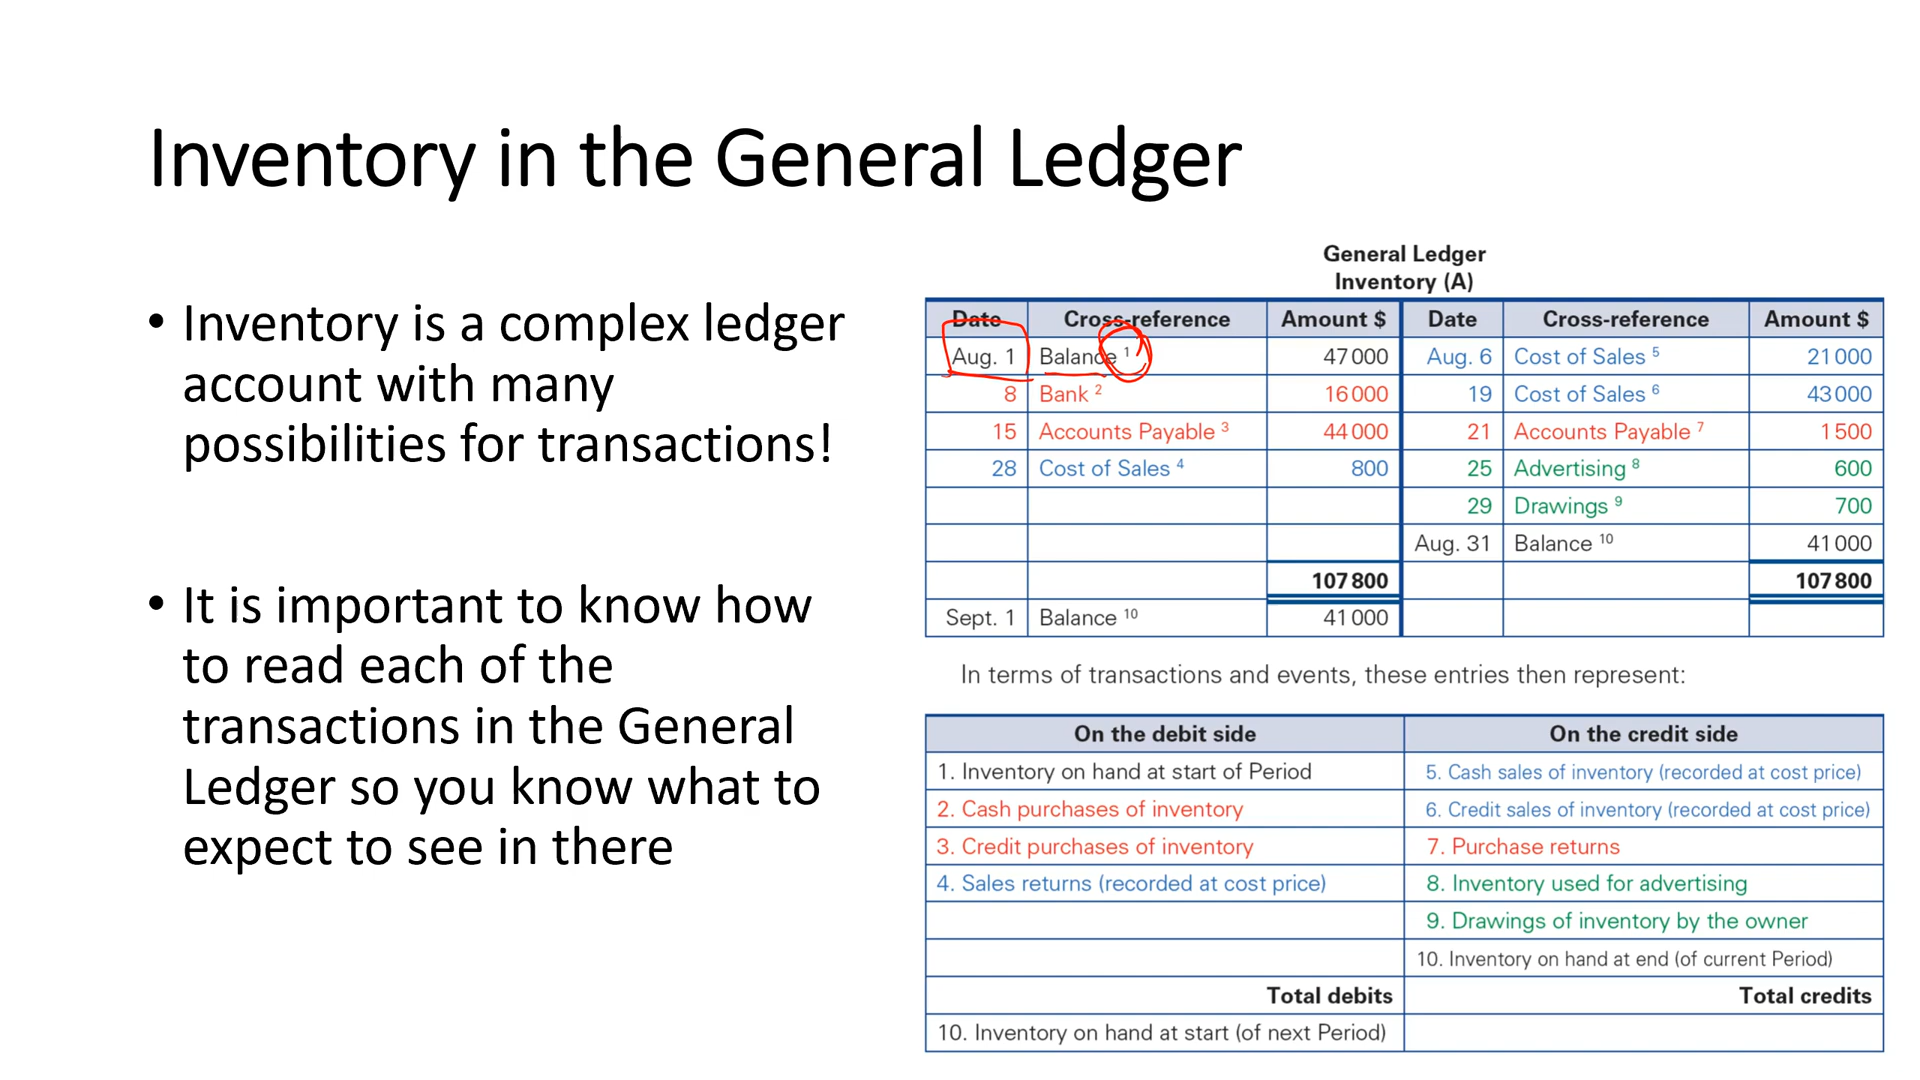 Inventory in the General Ledger
• Inventory is a complex ledger
account with many
possibilities for transactions!
• It is important to know how
to read each of the
transactions in the General
Ledger so you know what to
expect to see in there
General Ledger
Inventory (A)
Date Cross-reference Amount $ Date Cross-reference Amount $
Aug. 1 Balance ¹ 47 000 Aug. 6 Cost of Sales ⁵ 21 000
8 Bank ² 16 000 19 Cost of Sales ⁶ 43 000
15 Accounts Payable ³ 44 000 21 Accounts Payable ⁷ 1 500
28 Cost of Sales ⁴ 800 25 Advertising ⁸ 600
29 Drawings ⁹ 700
Aug. 31 Balance ¹⁰ 41 000
107 800 107 800
Sept. 1 Balance ¹⁰ 41 000
In terms of transactions and events, these entries then represent:
On the debit side On the credit side
1. Inventory on hand at start of Period 5. Cash sales of inventory (recorded at cost price)
2. Cash purchases of inventory 6. Credit sales of inventory (recorded at cost price)
3. Credit purchases of inventory 7. Purchase returns
4. Sales returns (recorded at cost price) 8. Inventory used for advertising
9. Drawings of inventory by the owner
10. Inventory on hand at end (of current Period)
Total debits Total credits
10. Inventory on hand at start (of next Period)